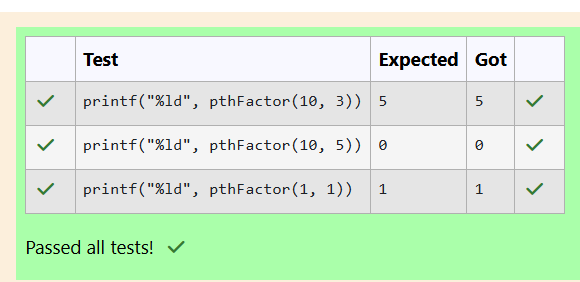 Test Expected Got
printf("%ld", pthFactor(10, 3)) 5 5
printf("%ld", pthFactor(10, 5)) 0 0
printf("%ld", pthFactor(1, 1)) 1 1
Passed all tests!